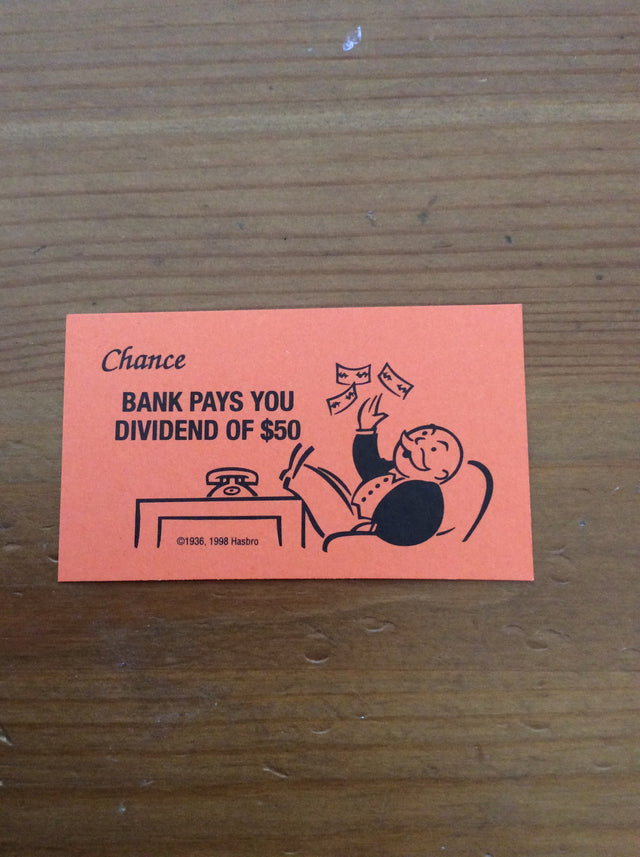 Chance
BANK PAYS YOU
DIVIDEND OF $50
©1936, 1998 Hasbro